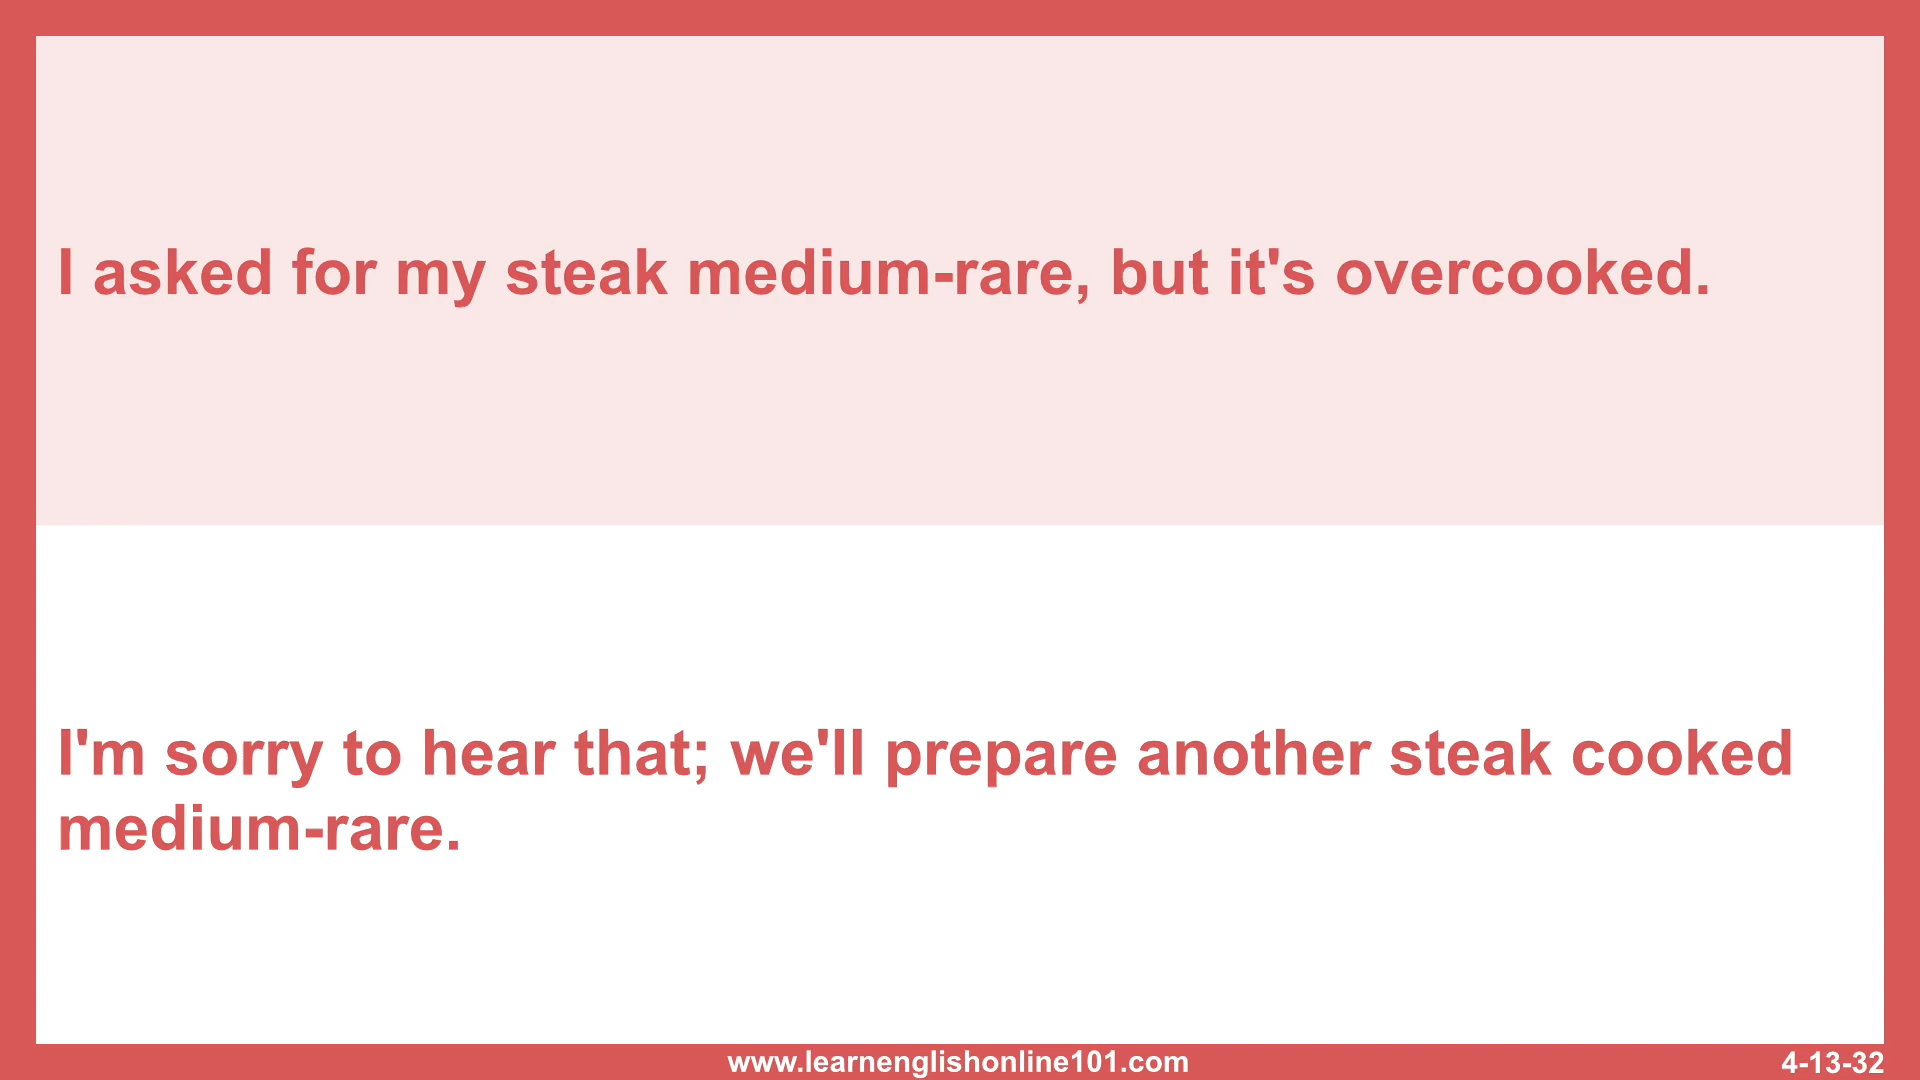 I asked for my steak medium-rare, but it's overcooked.
I'm sorry to hear that; we'll prepare another steak cooked
medium-rare.
www.learnenglishonline101.com
4-13-32